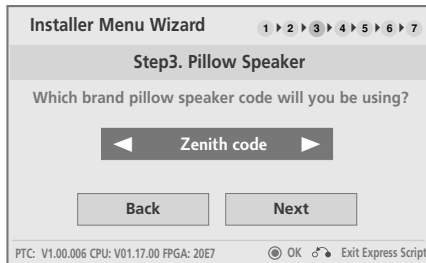 Installer Menu Wizard 1 2 3 4 5 6 7
Step3. Pillow Speaker
Which brand pillow speaker code will you be using?
Zenith code
Back Next
PTC: V1.00.006 CPU: V01.17.00 FPGA: 20E7 OK Exit Express Script